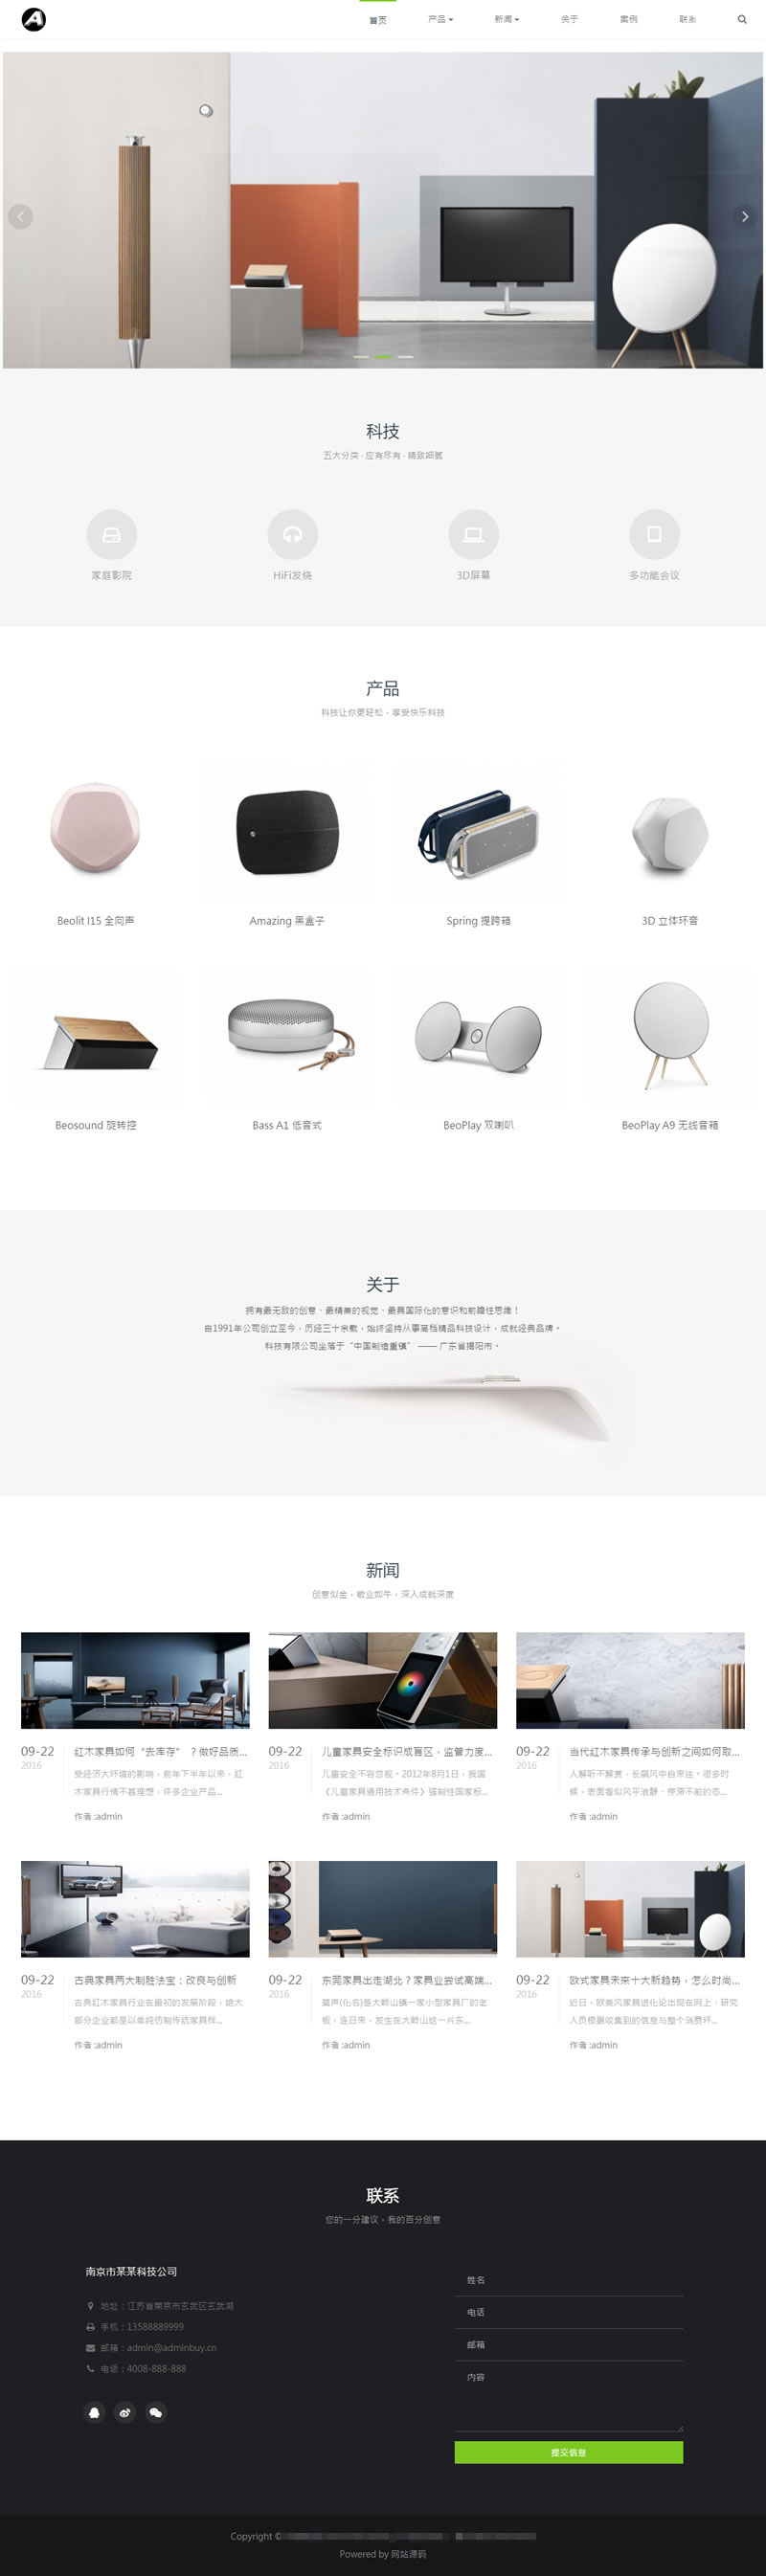 A
首页
产品
新闻
关于
案例
联系
科技
五大分类 · 应有尽有 · 精致细腻
家庭影院
HiFi发烧
3D屏幕
多功能会议
产品
科技让你更轻松，享受快乐科技
Beolit I15 全向声
Amazing 黑盒子
Spring 提跨箱
3D 立体环音
Beosound 旋转控
Bass A1 低音式
BeoPlay 双喇叭
BeoPlay A9 无线音箱
关于
拥有最无敌的创意、最精美的视觉、最具国际化的意识和前瞻性思维！
自1991年公司创立至今，历经三十余载，始终坚持从事高档精品科技设计，成就经典品牌。
科技有限公司坐落于“中国制造重镇” —— 广东省揭阳市。
新闻
创意似金，敬业如牛，深入成就深度
09-22
2016
红木家具如何“去库存”？做好品质...
受经济大环境的影响，前年下半年以来，红
木家具行情不甚理想，许多企业产品...
作者:admin
09-22
2016
儿童家具安全标识成盲区，监管力度...
儿童安全不容忽视。2012年8月1日，我国
《儿童家具通用技术条件》强制性国家标...
作者:admin
09-22
2016
当代红木家具传承与创新之间如何取...
人解听不解赏，长飙风中自来往。很多时
候，表面看似风平浪静、停滞不前的态...
作者:admin
09-22
2016
古典家具两大制胜法宝：改良与创新
古典红木家具行业在最初的发展阶段，绝大
部分企业都是以单纯仿制传统家具样...
作者:admin
09-22
2016
东莞家具出走湖北？家具业尝试高端...
莫声(化名)是大岭山镇一家小型家具厂的老
板，连日来，发生在大岭山这一片东...
作者:admin
09-22
2016
欧式家具未来十大新趋势，怎么时尚...
近日，欧美风家具进化论出现在网上，研究
人员根据收集到的信息与整个消费环...
作者:admin
联系
您的一分建议，我的百分创意
南京市某某科技公司
地址：江苏省南京市玄武区玄武湖
手机：13588889999
邮箱：admin@adminbuy.cn
电话：4008-888-888
姓名
电话
邮箱
内容
提交信息
Copyright ©
Powered by 网站源码